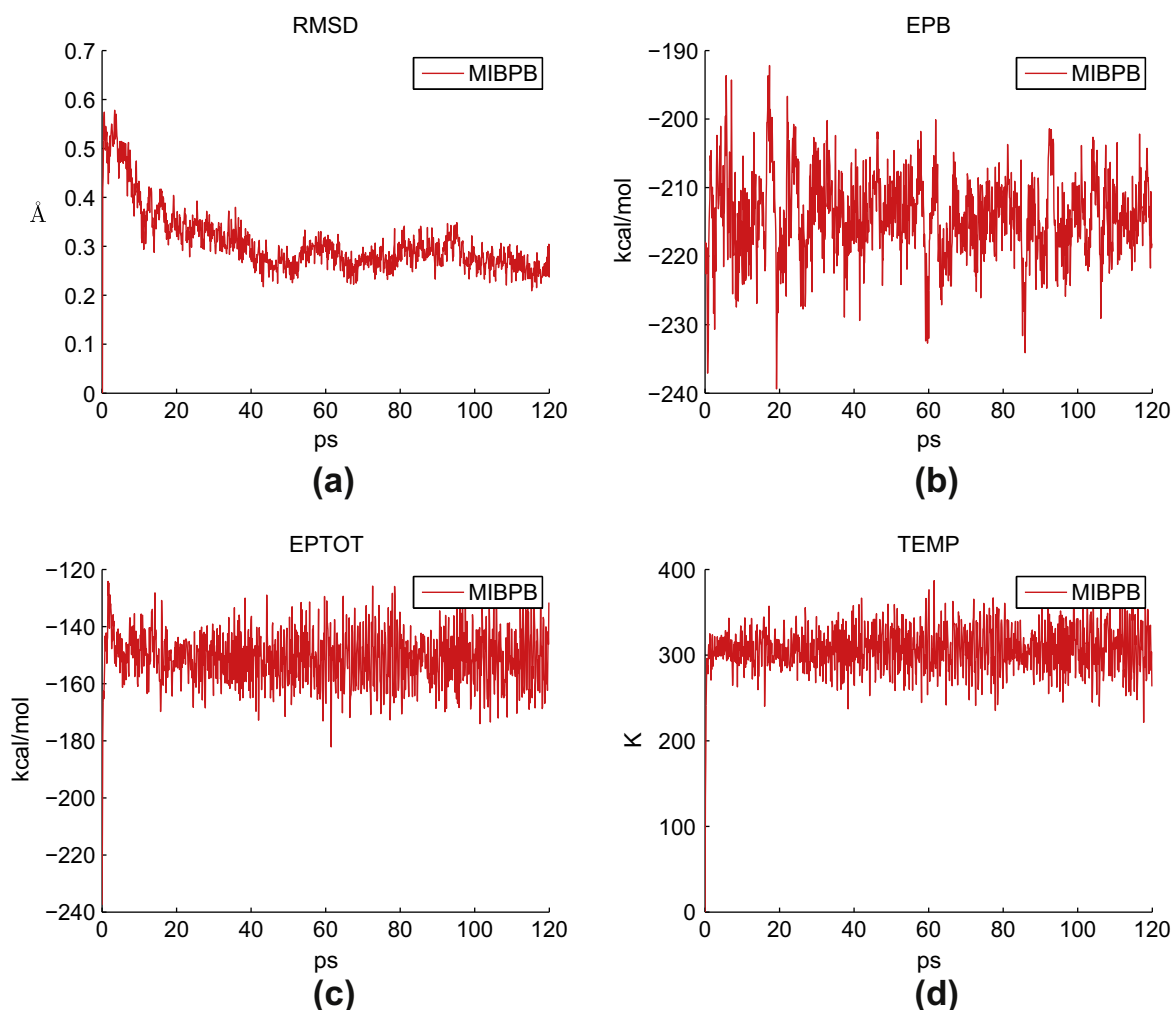 RMSD
MIBPB
0.7
0.6
0.5
0.4
Å
0.3
0.2
0.1
0
0 20 40 60 80 100 120
ps
(a)
EPB
MIBPB
−190
−200
−210
kcal/mol
−220
−230
−240
0 20 40 60 80 100 120
ps
(b)
EPTOT
MIBPB
−120
−140
−160
kcal/mol
−180
−200
−220
−240
0 20 40 60 80 100 120
ps
(c)
TEMP
MIBPB
400
300
K
200
100
0
0 20 40 60 80 100 120
ps
(d)